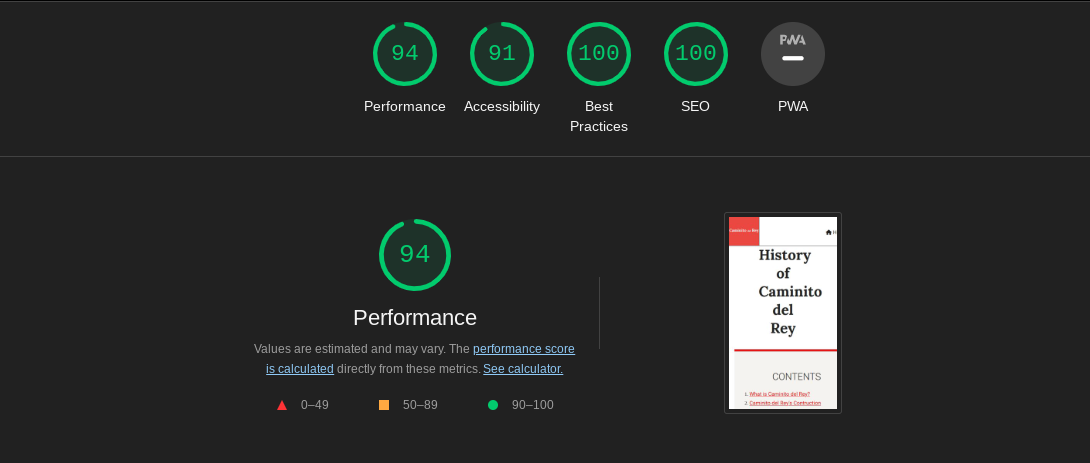 94
91
100
100
PWA
Performance
Accessibility
Best
Practices
SEO
PWA
94
Performance
Values are estimated and may vary. The performance score
is calculated directly from these metrics. See calculator.
0–49
50–89
90–100
Caminito del Rey
H
History
of
Caminito
del
Rey
CONTENTS
1. What is Caminito del Rey?
2. Caminito del Rey's Contruction